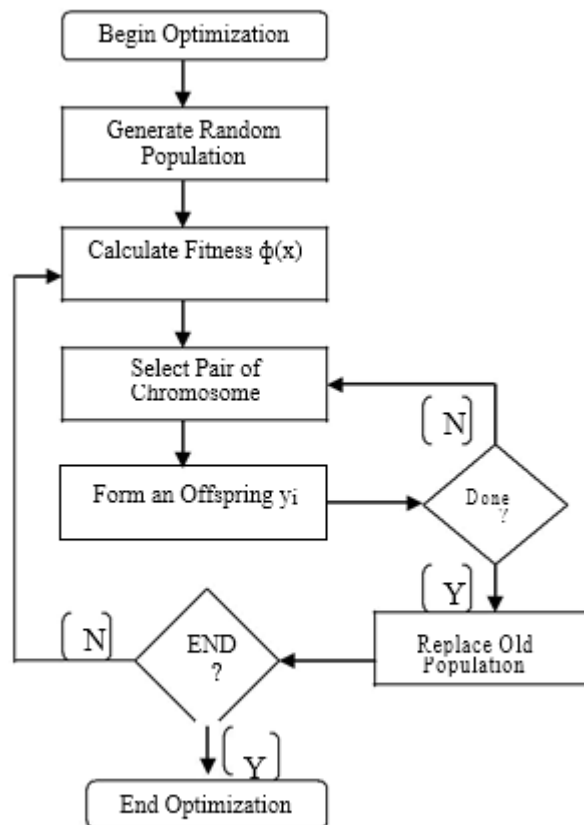 Begin Optimization
Generate Random
Population
Calculate Fitness ϕ(x)
Select Pair of
Chromosome
(N)
Form an Offspring yi
Done
?
(Y)
Replace Old
Population
(N)
END
?
(Y)
End Optimization